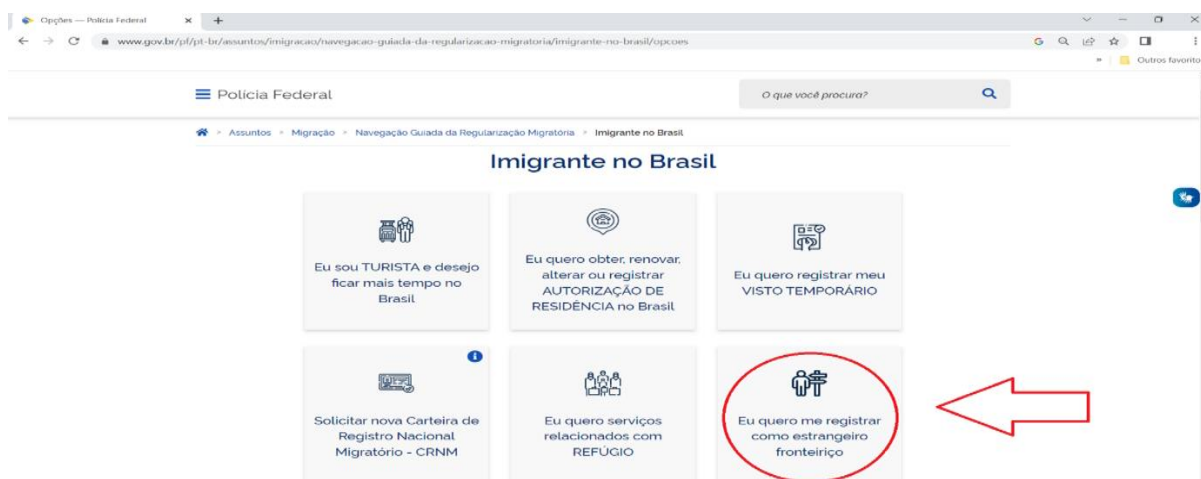 Opções — Polícia Federal
www.gov.br/pf/pt-br/assuntos/imigracao/navegacao-guiada-da-regularizacao-migratoria/imigrante-no-brasil/opcoes
Outros favorito
Polícia Federal
O que você procura?
Assuntos > Migração > Navegação Guiada da Regularização Migratória > Imigrante no Brasil
Imigrante no Brasil
Eu sou TURISTA e desejo
ficar mais tempo no
Brasil
Eu quero obter, renovar,
alterar ou registrar
AUTORIZAÇÃO DE
RESIDÊNCIA no Brasil
Eu quero registrar meu
VISTO TEMPORÁRIO
Solicitar nova Carteira de
Registro Nacional
Migratório - CRNM
Eu quero serviços
relacionados com
REFÚGIO
Eu quero me registrar
como estrangeiro
fronteiriço